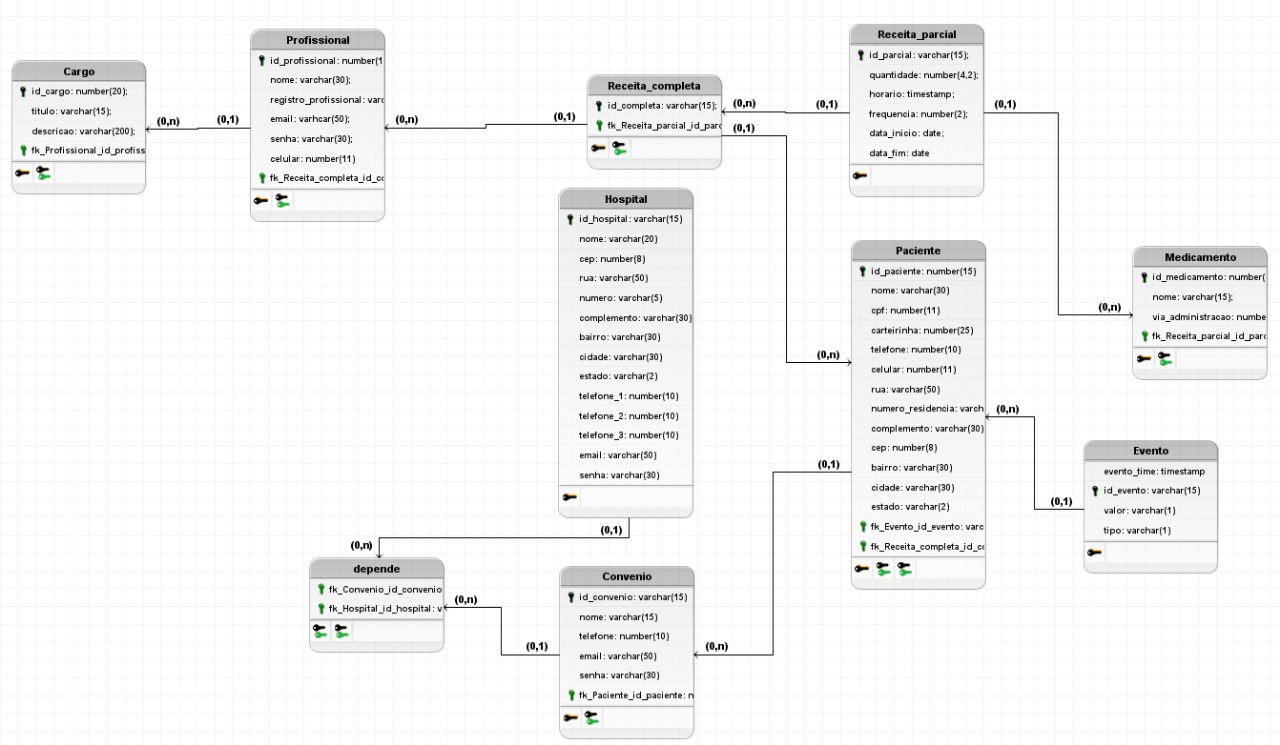 Cargo
id_cargo: number(20);
titulo: varchar(15);
descricao: varchar(200);
fk_Profissional_id_profiss
(0,n)
(0,1)
Profissional
id_profissional: number(1
nome: varchar(30);
registro_profissional: varc
email: varhcar(50);
senha: varchar(30);
celular: number(11)
fk_Receita_completa_id_cc
(0,n)
(0,1)
Receita_completa
id_completa: varchar(15);
fk_Receita_parcial_id_parc
(0,n)
(0,1)
(0,1)
(0,n)
Receita_parcial
id_parcial: varchar(15);
quantidade: number(4,2);
horario: timestamp;
frequencia: number(2);
data_inicio: date;
data_fim: date
(0,1)
(0,n)
Medicamento
id_medicamento: number(
nome: varchar(15);
via_administracao: numbe
fk_Receita_parcial_id_parc
Hospital
id_hospital: varchar(15)
nome: varchar(20)
cep: number(8)
rua: varchar(50)
numero: varchar(5)
complemento: varchar(30)
bairro: varchar(30)
cidade: varchar(30)
estado: varchar(2)
telefone_1: number(10)
telefone_2: number(10)
telefone_3: number(10)
email: varchar(50)
senha: varchar(30)
(0,1)
(0,n)
Paciente
id_paciente: number(15)
nome: varchar(30)
cpf: number(11)
carteirinha: number(25)
telefone: number(10)
celular: number(11)
rua: varchar(50)
numero_residencia: varch
complemento: varchar(30)
cep: number(8)
bairro: varchar(30)
cidade: varchar(30)
estado: varchar(2)
fk_Evento_id_evento: varc
fk_Receita_completa_id_cc
(0,n)
(0,1)
Evento
evento_time: timestamp
id_evento: varchar(15)
valor: varchar(1)
tipo: varchar(1)
(0,1)
(0,n)
depende
fk_Convenio_id_convenio
fk_Hospital_id_hospital: v
(0,n)
(0,1)
Convenio
id_convenio: varchar(15)
nome: varchar(15)
telefone: number(10)
email: varchar(50)
senha: varchar(30)
fk_Paciente_id_paciente: n